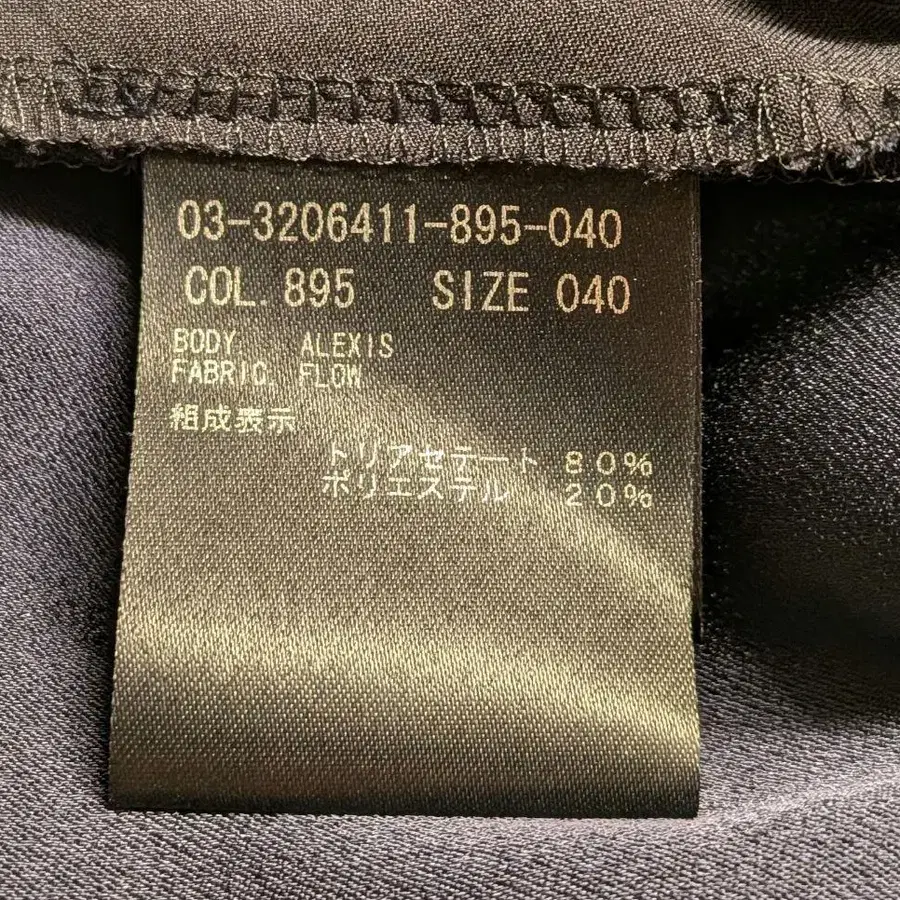 03-3206411-895-040
COL. 895 SIZE 040
BODY ALEXIS
FABRIC FLOW
組成表示
トリアセテート 80%
ポリエステル 20%